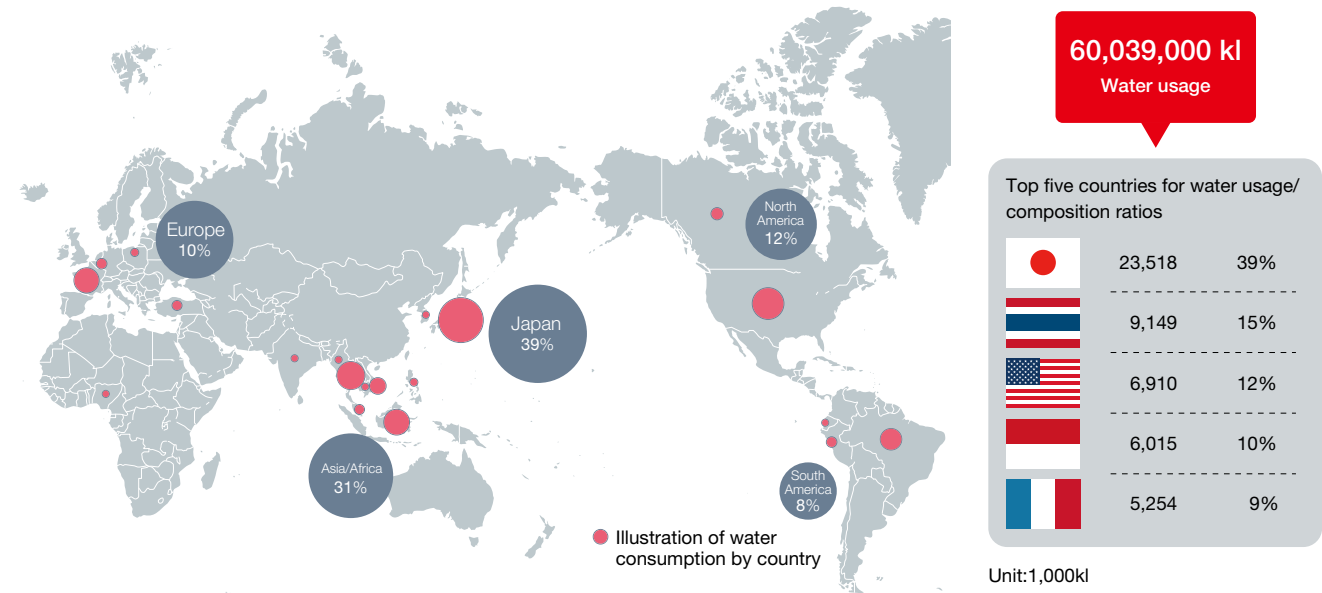 60,039,000 kl
Water usage
Top five countries for water usage/
composition ratios
23,518 39%
9,149 15%
6,910 12%
6,015 10%
5,254 9%
Unit:1,000kl
Europe
10%
Japan
39%
North
America
12%
Asia/Africa
31%
South
America
8%
Illustration of water
consumption by country